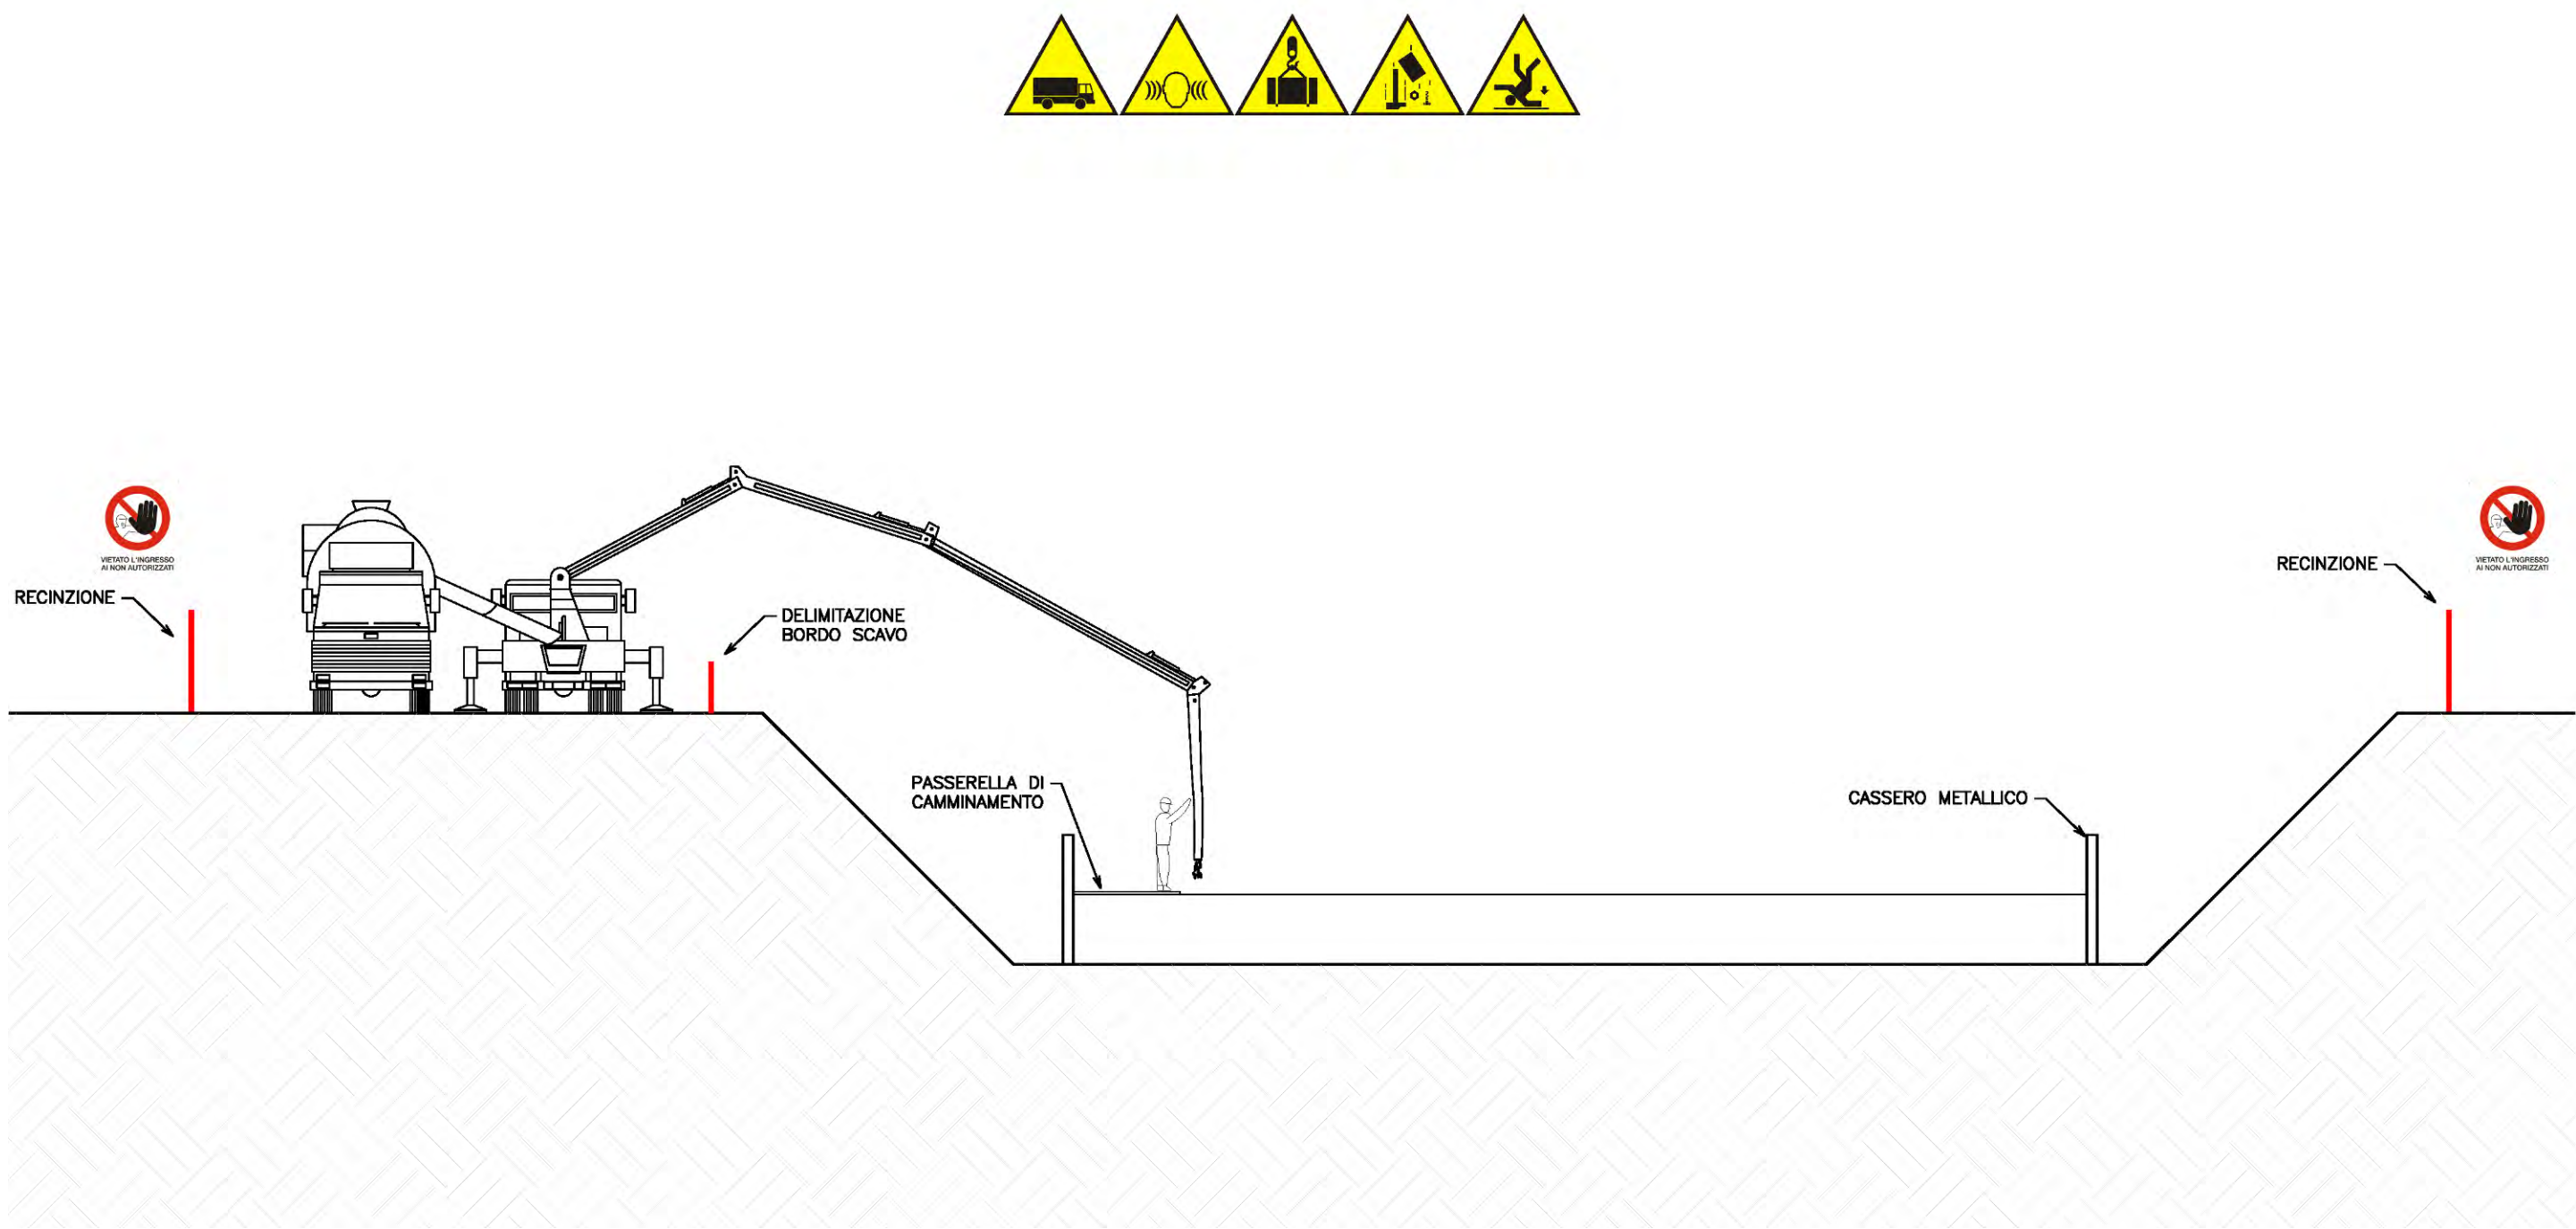 VIETATO L'INGRESSO
AI NON AUTORIZZATI
RECINZIONE
DELIMITAZIONE
BORDO SCAVO
PASSERELLA DI
CAMMINAMENTO
CASSERO METALLICO
RECINZIONE
VIETATO L'INGRESSO
AI NON AUTORIZZATI